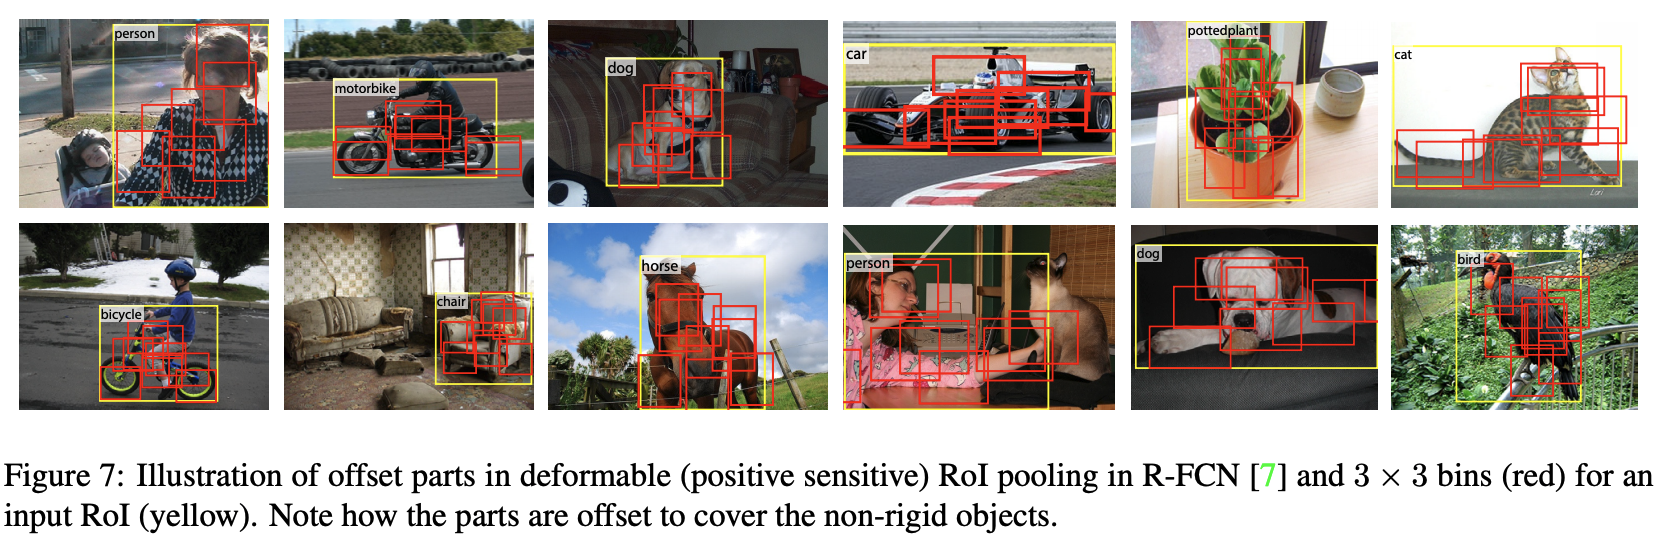 person
motorbike
dog
car
pottedplant
cat
Lori
bicycle
chair
horse
person
dog
bird
Figure 7: Illustration of offset parts in deformable (positive sensitive) RoI pooling in R-FCN [7] and 3 × 3 bins (red) for an
input RoI (yellow). Note how the parts are offset to cover the non-rigid objects.